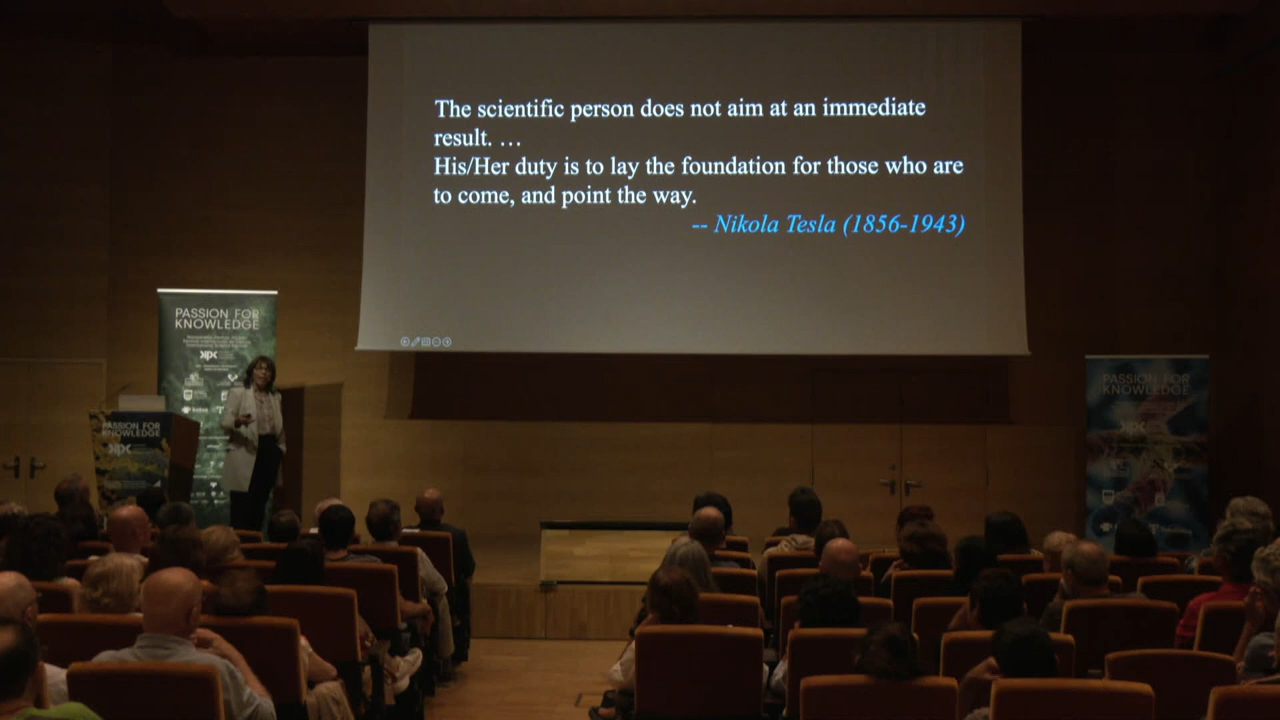 The scientific person does not aim at an immediate
result. …
His/Her duty is to lay the foundation for those who are
to come, and point the way.
-- Nikola Tesla (1856-1943)
PASSION FOR
KNOWLEDGE
PASSION FOR
KNOWLEDGE
PASSION FOR
KNOWLEDGE